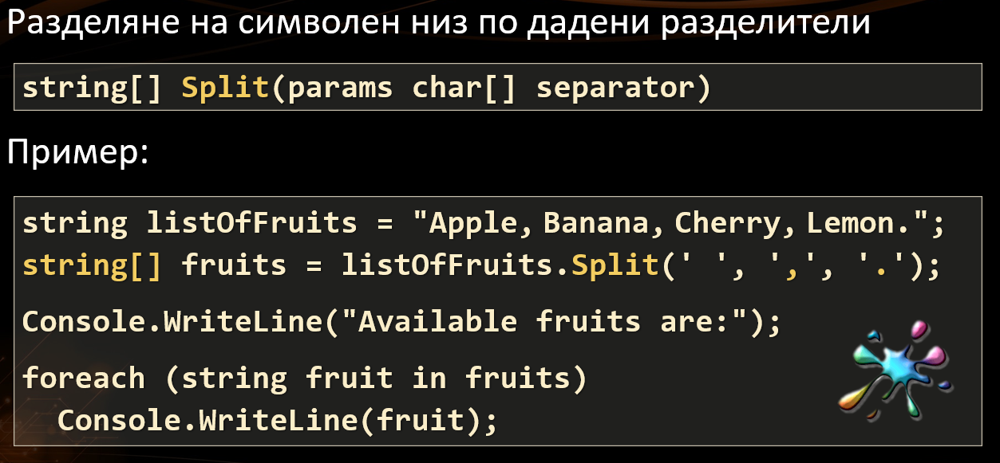 Разделяне на символен низ по дадени разделители
string[] Split(params char[] separator)
Пример:
string listOfFruits = "Apple, Banana, Cherry, Lemon.";
string[] fruits = listOfFruits.Split(' ', ',', '.');
Console.WriteLine("Available fruits are:");
foreach (string fruit in fruits)
  Console.WriteLine(fruit);